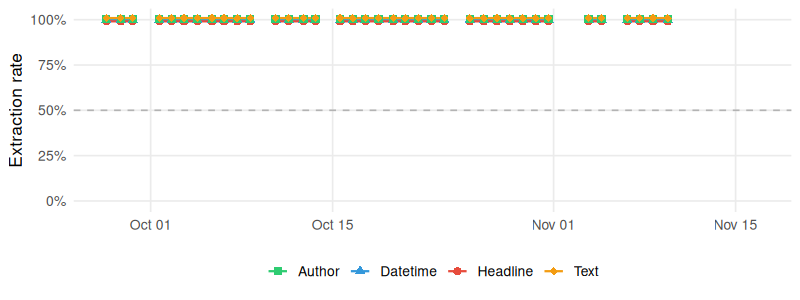 Extraction rate
100%
75%
50%
25%
0%
Oct 01 Oct 15 Nov 01 Nov 15
Author Datetime Headline Text